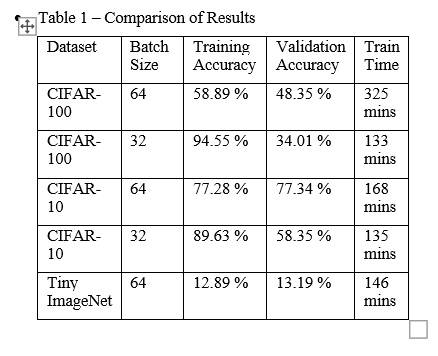 Table 1 – Comparison of Results
Dataset Batch Size Training Accuracy Validation Accuracy Train Time
CIFAR-100 64 58.89 % 48.35 % 325 mins
CIFAR-100 32 94.55 % 34.01 % 133 mins
CIFAR-10 64 77.28 % 77.34 % 168 mins
CIFAR-10 32 89.63 % 58.35 % 135 mins
Tiny ImageNet 64 12.89 % 13.19 % 146 mins